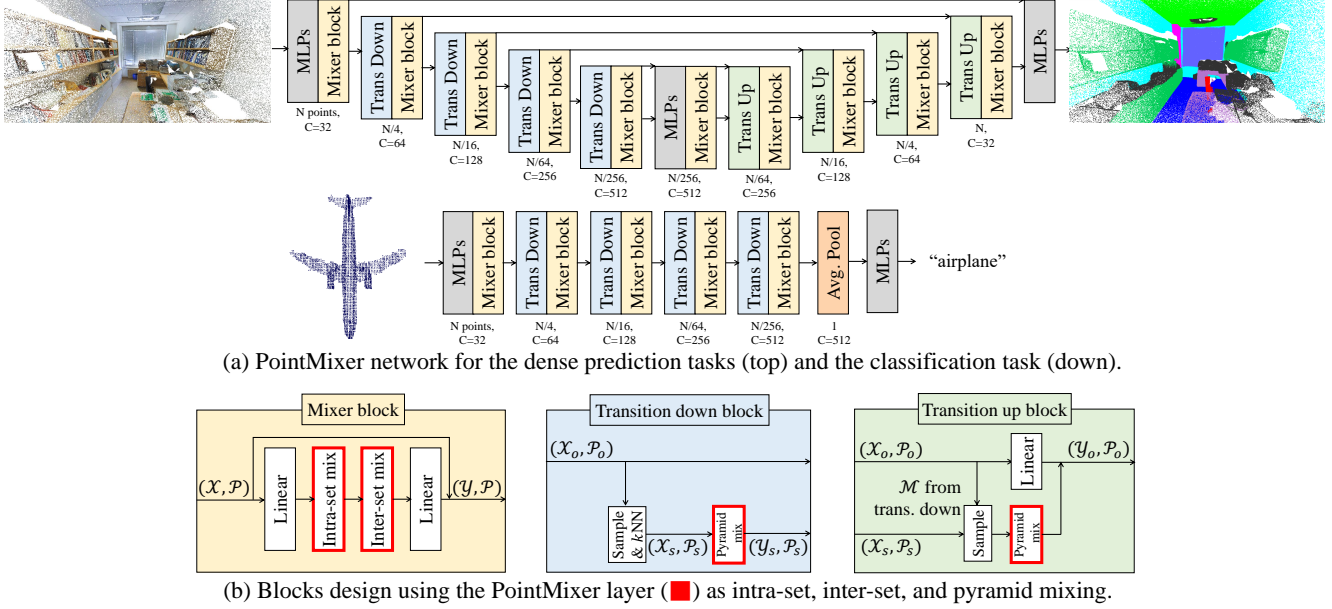 MLPs
Mixer block
N points,
C=32
Trans Down
Mixer block
N/4,
C=64
Trans Down
Mixer block
N/16,
C=128
Trans Down
Mixer block
N/64,
C=256
Trans Down
Mixer block
N/256,
C=512
MLPs
Mixer block
N/256,
C=512
Trans Up
Mixer block
N/64,
C=256
Trans Up
Mixer block
N/16,
C=128
Trans Up
Mixer block
N/4,
C=64
Trans Up
Mixer block
N,
C=32
MLPs
MLPs
Mixer block
N points,
C=32
Trans Down
Mixer block
N/4,
C=64
Trans Down
Mixer block
N/16,
C=128
Trans Down
Mixer block
N/64,
C=256
Trans Down
Mixer block
N/256,
C=512
Avg. Pool
1
C=512
MLPs
“airplane”
(a) PointMixer network for the dense prediction tasks (top) and the classification task (down).
Mixer block
(𝒳, 𝒫)
Linear
Intra-set mix
Inter-set mix
Linear
(𝒴, 𝒫)
Transition down block
(𝒳ₒ, 𝒫ₒ)
Sample
& kNN
(𝒳ₛ, 𝒫ₛ)
Pyramid
mix
(𝒴ₛ, 𝒫ₛ)
Transition up block
(𝒳ₒ, 𝒫ₒ)
Linear
(𝒴ₒ, 𝒫ₒ)
ℳ from
trans. down
(𝒳ₛ, 𝒫ₛ)
Sample
Pyramid
mix
(b) Blocks design using the PointMixer layer (■) as intra-set, inter-set, and pyramid mixing.